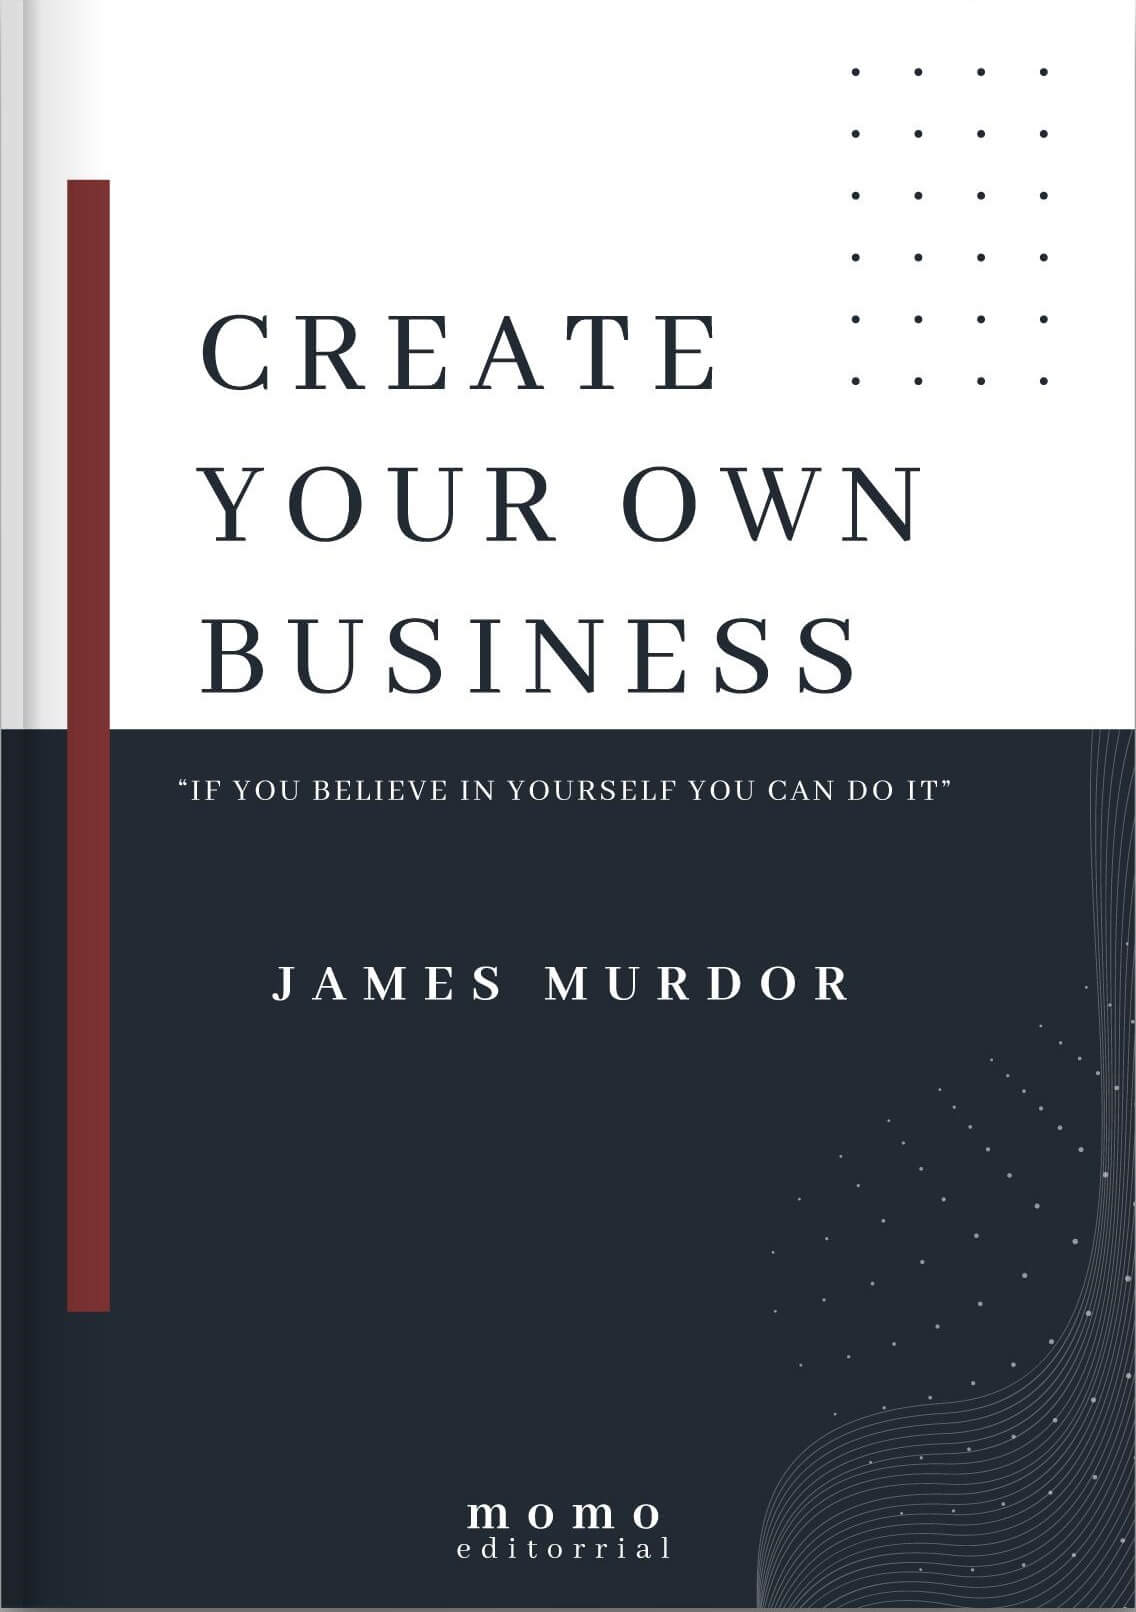 CREATE
YOUR OWN
BUSINESS
“IF YOU BELIEVE IN YOURSELF YOU CAN DO IT”
JAMES MURDOR
momo
editorrial